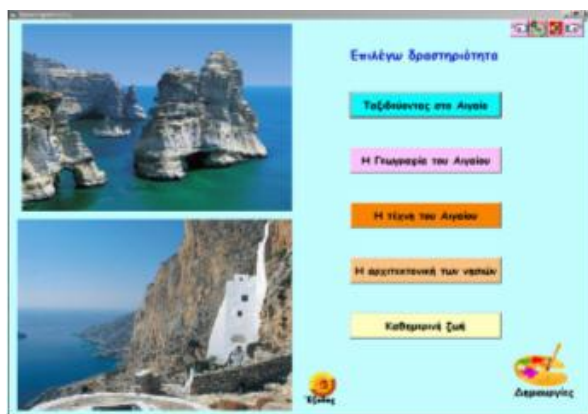 Επιλέγω δραστηριότητα
Ταξιδεύοντας στο Αιγαίο
Η Γεωγραφία του Αιγαίου
Η τέχνη του Αιγαίου
Η αρχιτεκτονική των νησιών
Καθημερινή ζωή
Έξοδος
Δημιουργίες